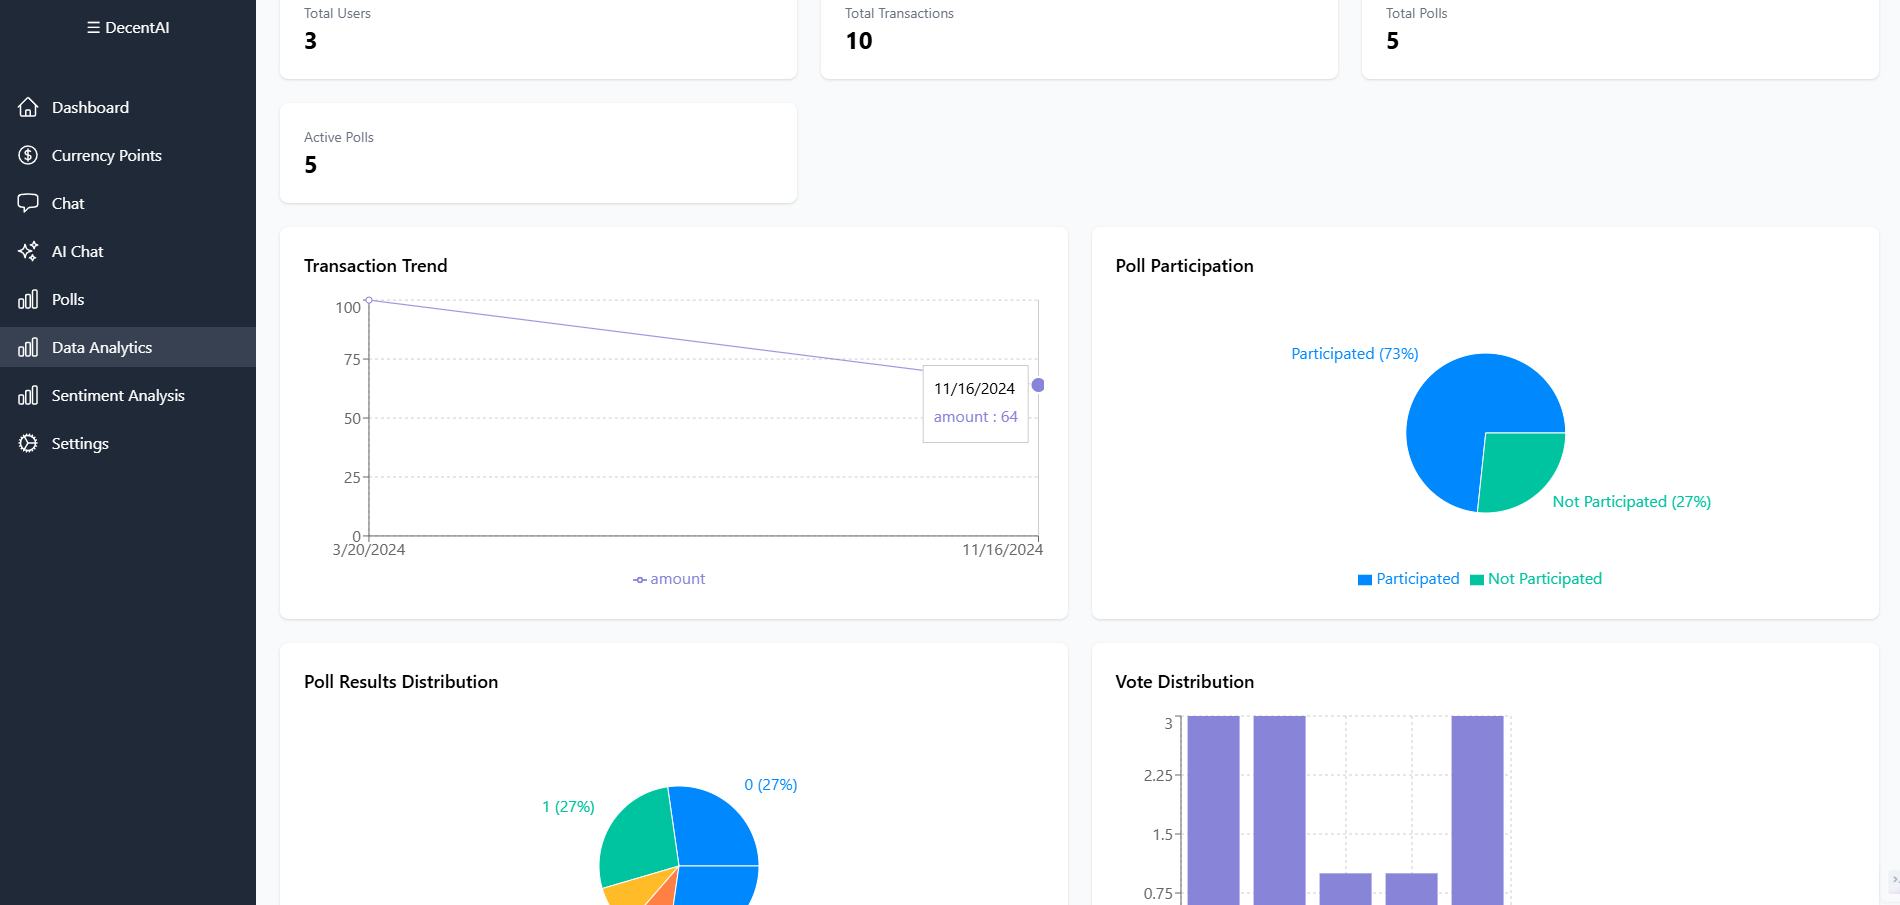 ☰ DecentAI
Dashboard
Currency Points
Chat
AI Chat
Polls
Data Analytics
Sentiment Analysis
Settings
Total Users
3
Total Transactions
10
Total Polls
5
Active Polls
5
Transaction Trend
100
75
50
25
0
3/20/2024
11/16/2024
11/16/2024
amount : 64
amount
Poll Participation
Participated (73%)
Not Participated (27%)
Participated
Not Participated
Poll Results Distribution
0 (27%)
1 (27%)
Vote Distribution
3
2.25
1.5
0.75